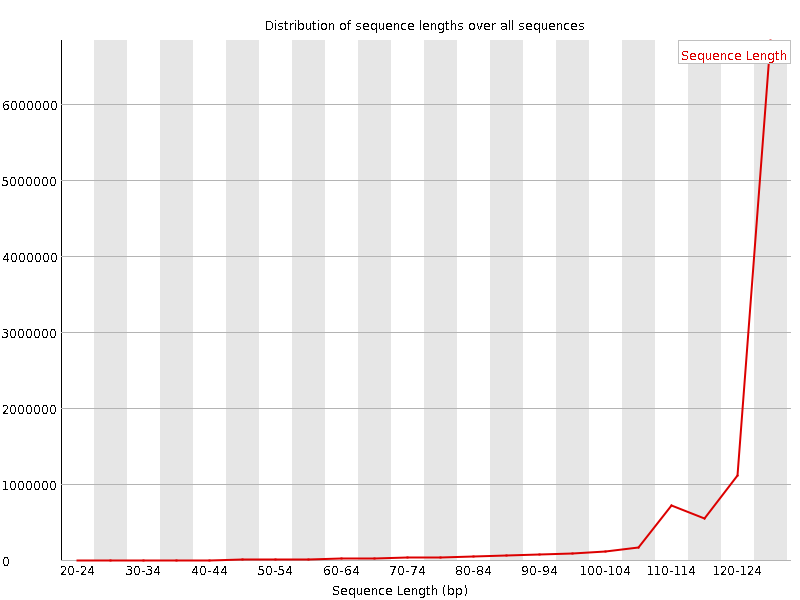 Distribution of sequence lengths over all sequences
Sequence Length
6000000
5000000
4000000
3000000
2000000
1000000
0
20-24 30-34 40-44 50-54 60-64 70-74 80-84 90-94 100-104 110-114 120-124
Sequence Length (bp)